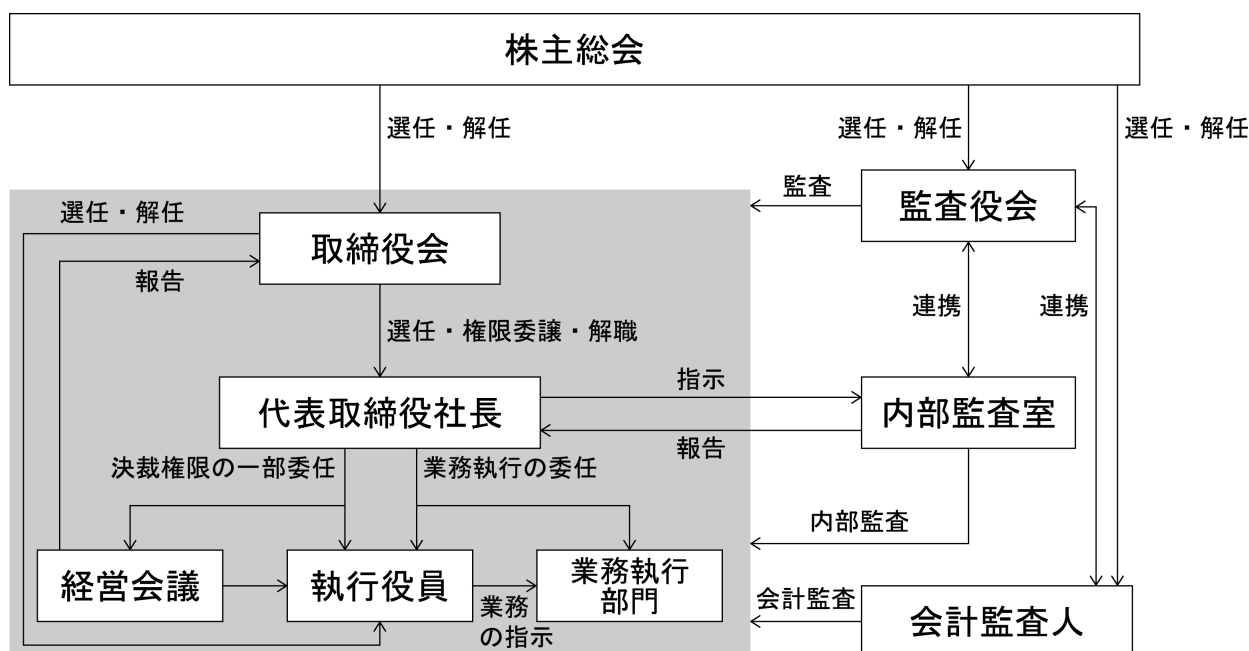 株主総会
選任・解任
選任・解任
選任・解任
監査
監査役会
選任・解任
取締役会
報告
連携
連携
選任・権限委譲・解職
指示
代表取締役社長
内部監査室
報告
決裁権限の一部委任
業務執行の委任
内部監査
経営会議
執行役員
業務執行
部門
業務
の指示
会計監査
会計監査人